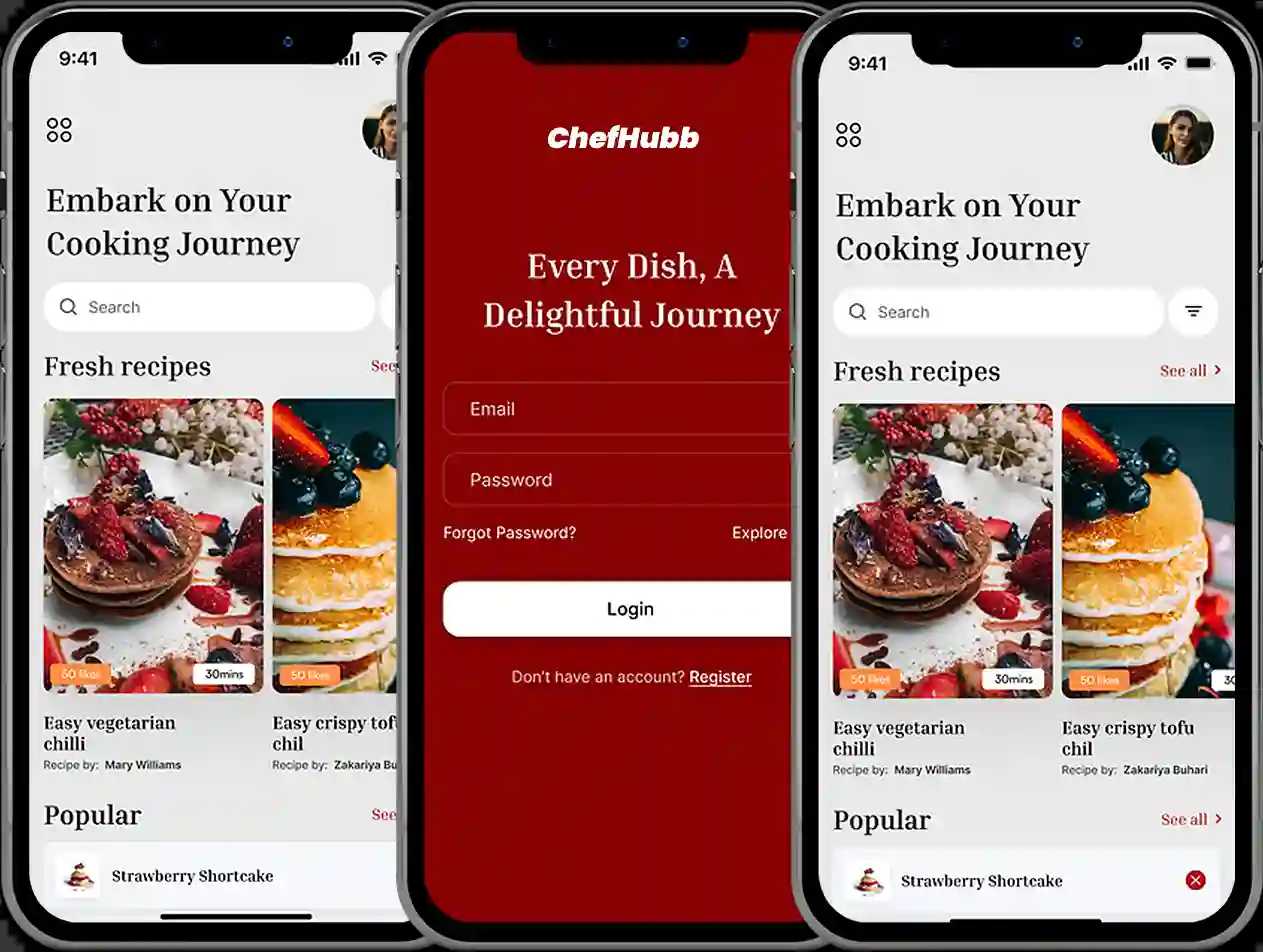 9:41
Embark on Your
Cooking Journey
Search
Fresh recipes
See
50 likes
30mins
50 likes
Easy vegetarian
chilli
Recipe by: Mary Williams
Easy crispy tofu
chil
Recipe by: Zakariya Bu
Popular
See
Strawberry Shortcake
ChefHubb
Every Dish, A
Delightful Journey
Email
Password
Forgot Password?
Explore
Login
Don't have an account? Register
9:41
Embark on Your
Cooking Journey
Search
Fresh recipes
See all >
50 likes
30mins
50 likes
30
Easy vegetarian
chilli
Recipe by: Mary Williams
Easy crispy tofu
chil
Recipe by: Zakariya Buhari
Popular
See all >
Strawberry Shortcake